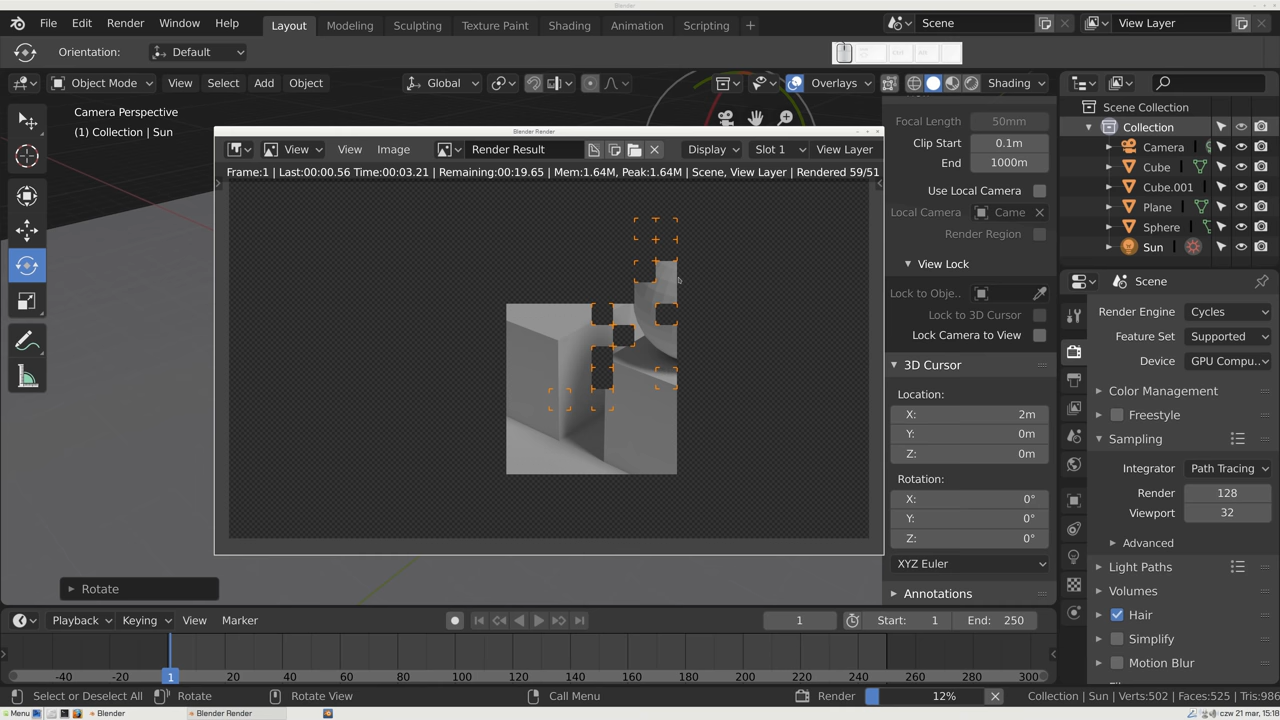 Blender
File Edit Render Window Help Layout Modeling Sculpting Texture Paint Shading Animation Scripting + Scene View Layer
Orientation: Default
Object Mode View Select Add Object Global Overlays Shading
Camera Perspective
(1) Collection | Sun
Blender Render
View View Image Render Result Display Slot 1 View Layer
Frame:1 | Last:00:00.56 Time:00:03.21 | Remaining:00:19.65 | Mem:1.64M, Peak:1.64M | Scene, View Layer | Rendered 59/51
Focal Length 50mm
Clip Start 0.1m
End 1000m
Use Local Camera
Local Camera Came
Render Region
View Lock
Lock to Obje..
Lock to 3D Cursor
Lock Camera to View
3D Cursor
Location:
X: 2m
Y: 0m
Z: 0m
Rotation:
X: 0°
Y: 0°
Z: 0°
XYZ Euler
Annotations
Scene Collection
Collection
Camera
Cube
Cube.001
Plane
Sphere
Sun
Scene
Render Engine Cycles
Feature Set Supported
Device GPU Compu..
Color Management
Freestyle
Sampling
Integrator Path Tracing
Render 128
Viewport 32
Advanced
Light Paths
Volumes
Hair
Simplify
Motion Blur
Rotate
Playback Keying View Marker 1 Start: 1 End: 250
-40 -20 1 20 40 60 80 100 120 140 160 180 200 220 240 260 280 300
Select or Deselect All Rotate Rotate View Call Menu Render 12% Collection | Sun | Verts:502 | Faces:525 | Tris:986
Menu Blender Blender Render czw 21 mar, 15:18